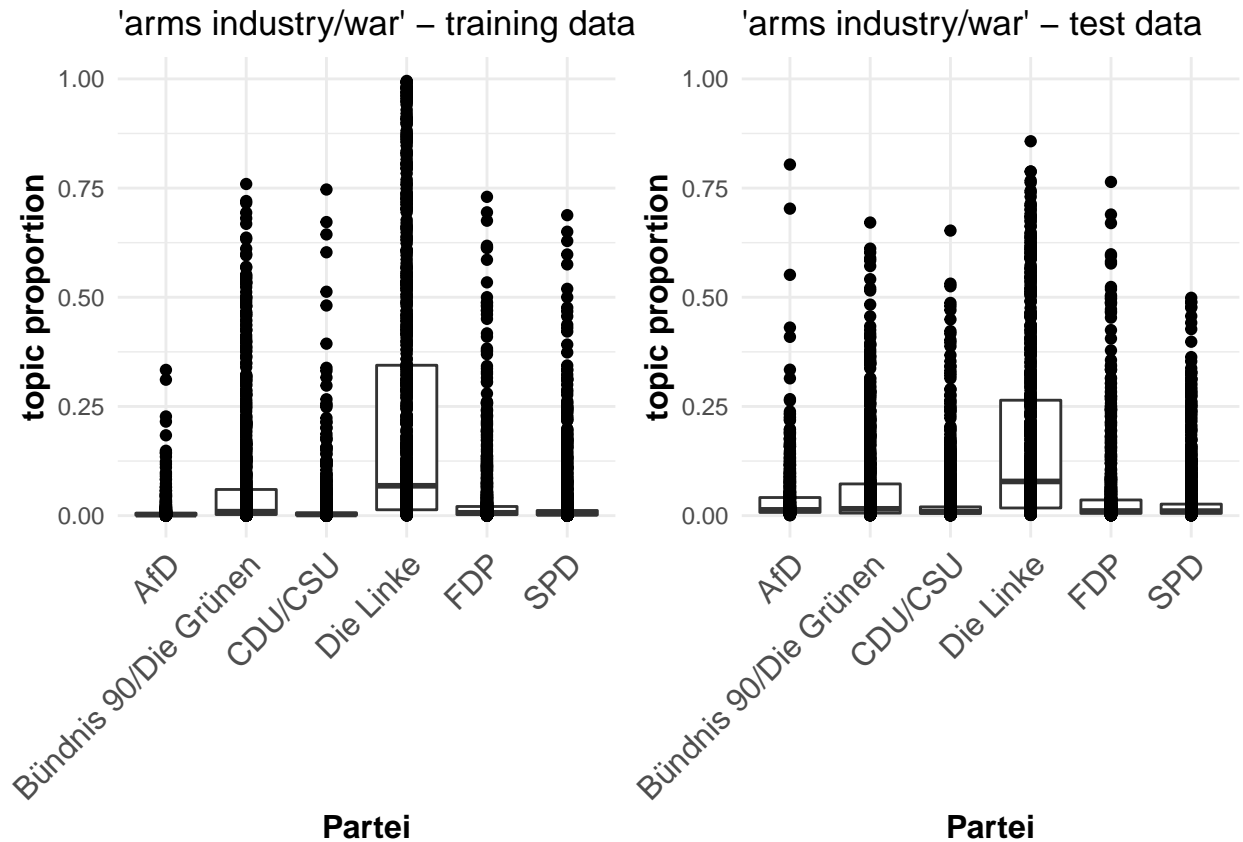 'arms industry/war' – training data
topic proportion
1.00
0.75
0.50
0.25
0.00
AfD
Bündnis 90/Die Grünen
CDU/CSU
Die Linke
FDP
SPD
Partei
'arms industry/war' – test data
topic proportion
1.00
0.75
0.50
0.25
0.00
AfD
Bündnis 90/Die Grünen
CDU/CSU
Die Linke
FDP
SPD
Partei